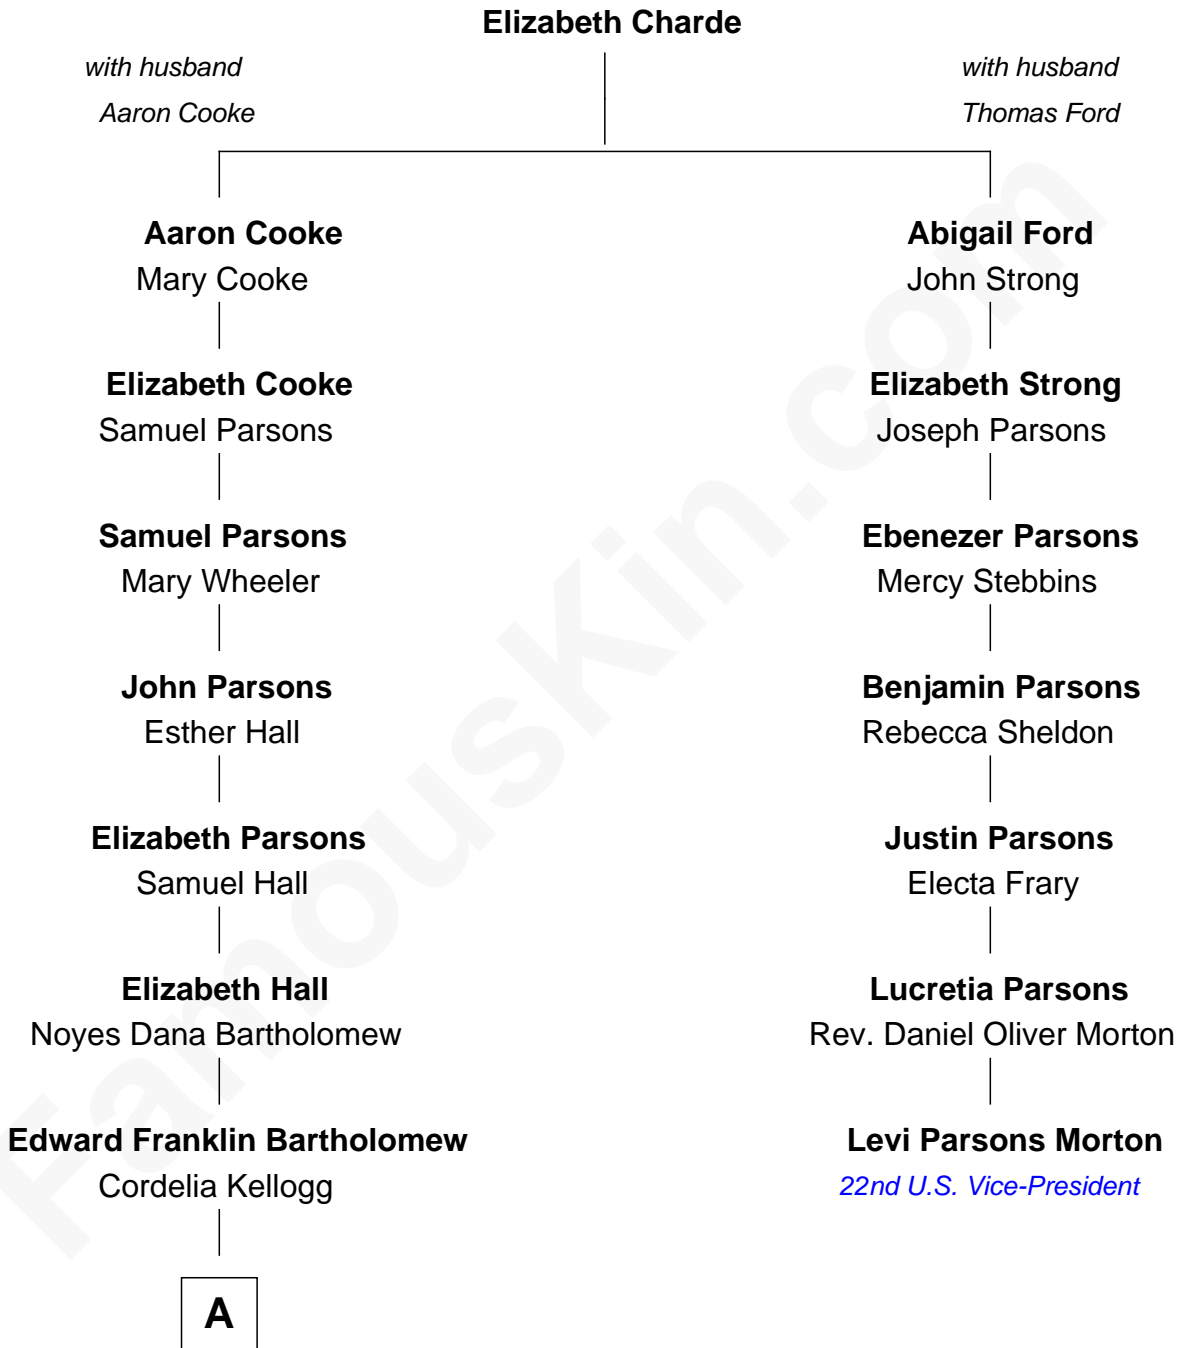 Elizabeth Charde
with husband
Aaron Cooke
with husband
Thomas Ford
Aaron Cooke
Mary Cooke
Abigail Ford
John Strong
Elizabeth Cooke
Samuel Parsons
Elizabeth Strong
Joseph Parsons
Samuel Parsons
Mary Wheeler
Ebenezer Parsons
Mercy Stebbins
John Parsons
Esther Hall
Benjamin Parsons
Rebecca Sheldon
Elizabeth Parsons
Samuel Hall
Justin Parsons
Electa Frary
Elizabeth Hall
Noyes Dana Bartholomew
Lucretia Parsons
Rev. Daniel Oliver Morton
Edward Franklin Bartholomew
Cordelia Kellogg
Levi Parsons Morton
22nd U.S. Vice-President
A
FamousKin.com